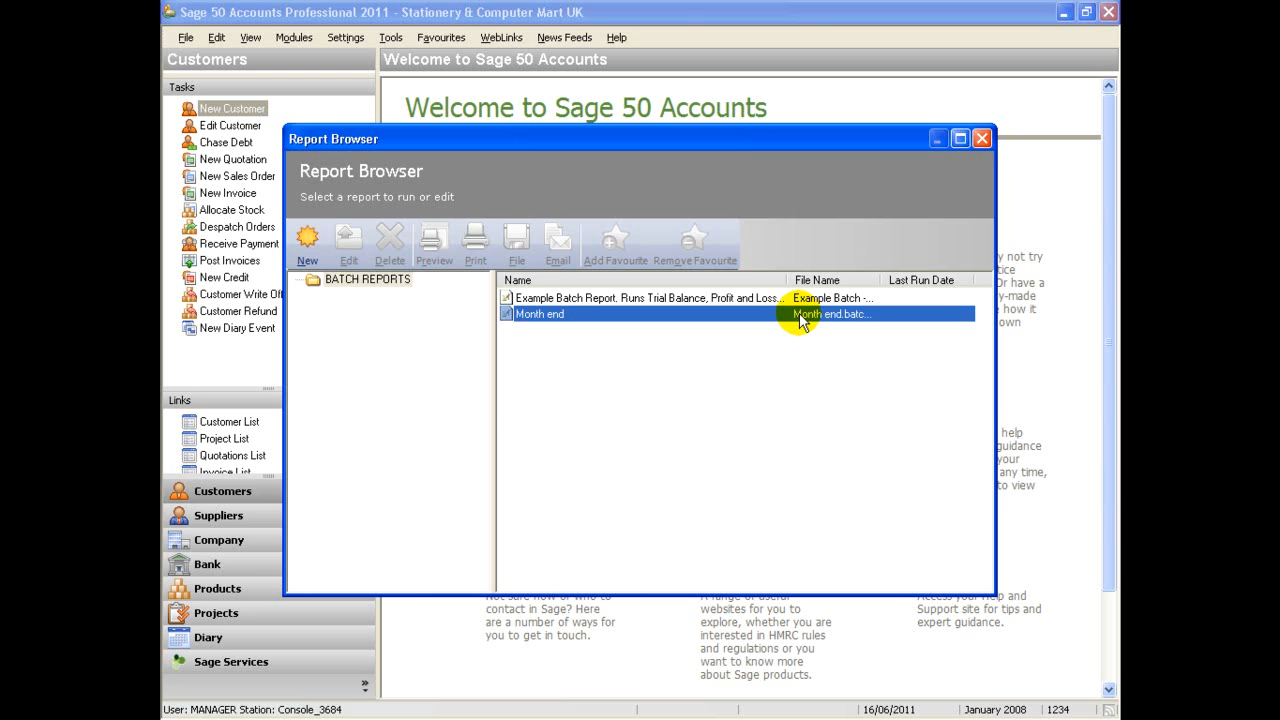 Sage 50 Accounts Professional 2011 - Stationery & Computer Mart UK
File Edit View Modules Settings Tools Favourites WebLinks News Feeds Help
Customers
Welcome to Sage 50 Accounts
Tasks
New Customer
Edit Customer
Chase Debt
New Quotation
New Sales Order
New Invoice
Allocate Stock
Despatch Orders
Receive Payment
Post Invoices
New Credit
Customer Write Of
Customer Refund
New Diary Event
Links
Customer List
Project List
Quotations List
Invoice List
Customers
Suppliers
Company
Bank
Products
Projects
Diary
Sage Services
Welcome to Sage 50 Accounts
Report Browser
Report Browser
Select a report to run or edit
New Edit Delete Preview Print File Email Add Favourite Remove Favourite
BATCH REPORTS
Name File Name Last Run Date
Example Batch Report. Runs Trial Balance, Profit and Loss... Example Batch -...
Month end Month end.batc...
y not try
tice
Or have a
y-made
how it
own
help
guidance
your
any time,
to view
Not sure how or who to
contact in Sage? Here
are a number of ways for
you to get in touch.
A range of useful
websites for you to
explore, whether you are
interested in HMRC rules
and regulations or you
want to know more
about Sage products.
Access your Help and
Support site for tips and
expert guidance.
User: MANAGER Station: Console_3684 16/06/2011 January 2008 1234